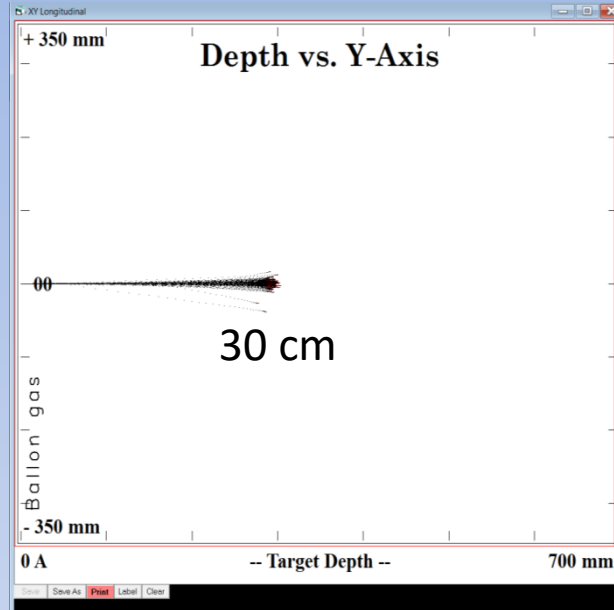 XY Longitudinal
+ 350 mm
Depth vs. Y-Axis
00
30 cm
Ballon gas
- 350 mm
0 A
-- Target Depth --
700 mm
Save
Save As
Print
Label
Clear